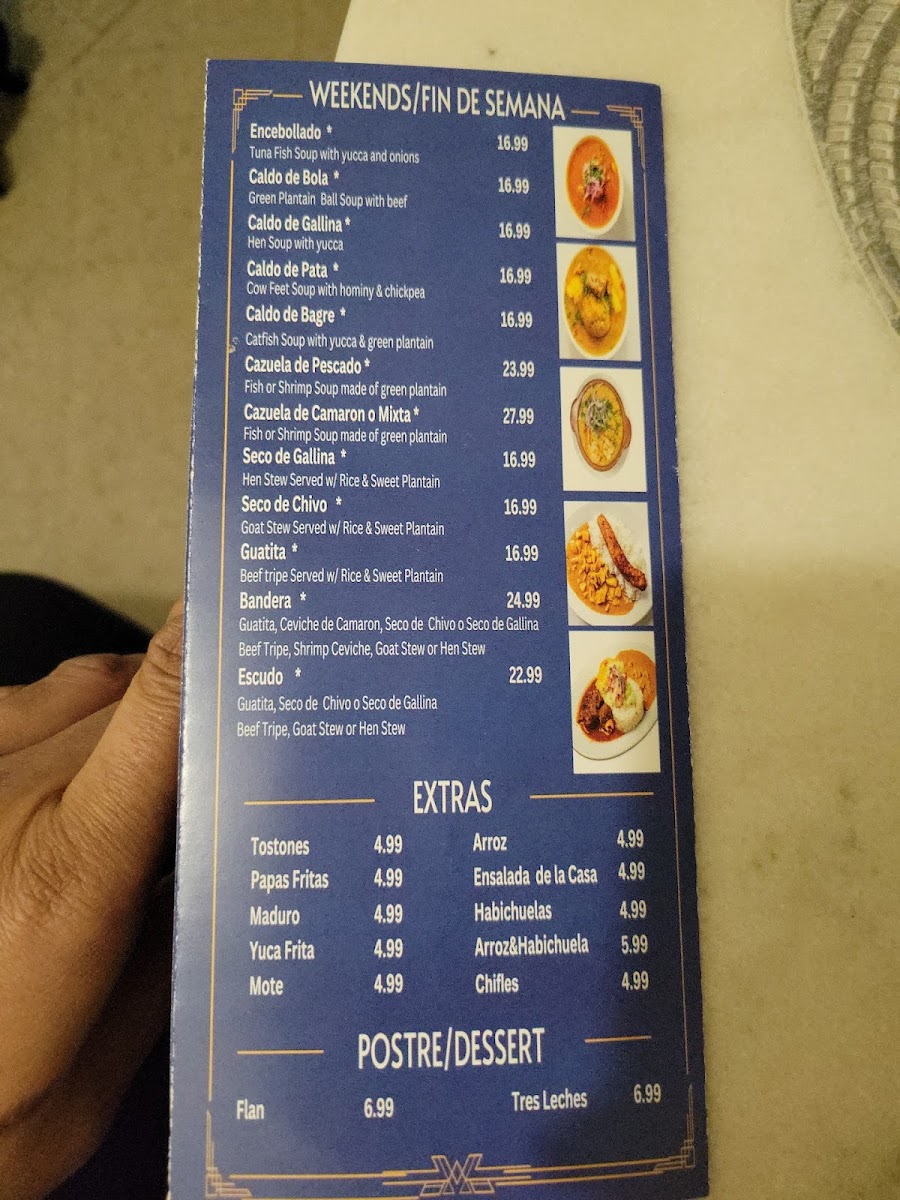 WEEKENDS/FIN DE SEMANA
Encebollado * 16.99
Tuna Fish Soup with yucca and onions
Caldo de Bola * 16.99
Green Plantain Ball Soup with beef
Caldo de Gallina * 16.99
Hen Soup with yucca
Caldo de Pata * 16.99
Cow Feet Soup with hominy & chickpea
Caldo de Bagre * 16.99
Catfish Soup with yucca & green plantain
Cazuela de Pescado * 23.99
Fish or Shrimp Soup made of green plantain
Cazuela de Camaron o Mixta * 27.99
Fish or Shrimp Soup made of green plantain
Seco de Gallina * 16.99
Hen Stew Served w/ Rice & Sweet Plantain
Seco de Chivo * 16.99
Goat Stew Served w/ Rice & Sweet Plantain
Guatita * 16.99
Beef tripe Served w/ Rice & Sweet Plantain
Bandera * 24.99
Guatita, Ceviche de Camaron, Seco de Chivo o Seco de Gallina
Beef Tripe, Shrimp Ceviche, Goat Stew or Hen Stew
Escudo * 22.99
Guatita, Seco de Chivo o Seco de Gallina
Beef Tripe, Goat Stew or Hen Stew
EXTRAS
Tostones 4.99 Arroz 4.99
Papas Fritas 4.99 Ensalada de la Casa 4.99
Maduro 4.99 Habichuelas 4.99
Yuca Frita 4.99 Arroz&Habichuela 5.99
Mote 4.99 Chifles 4.99
POSTRE/DESSERT
Flan 6.99 Tres Leches 6.99